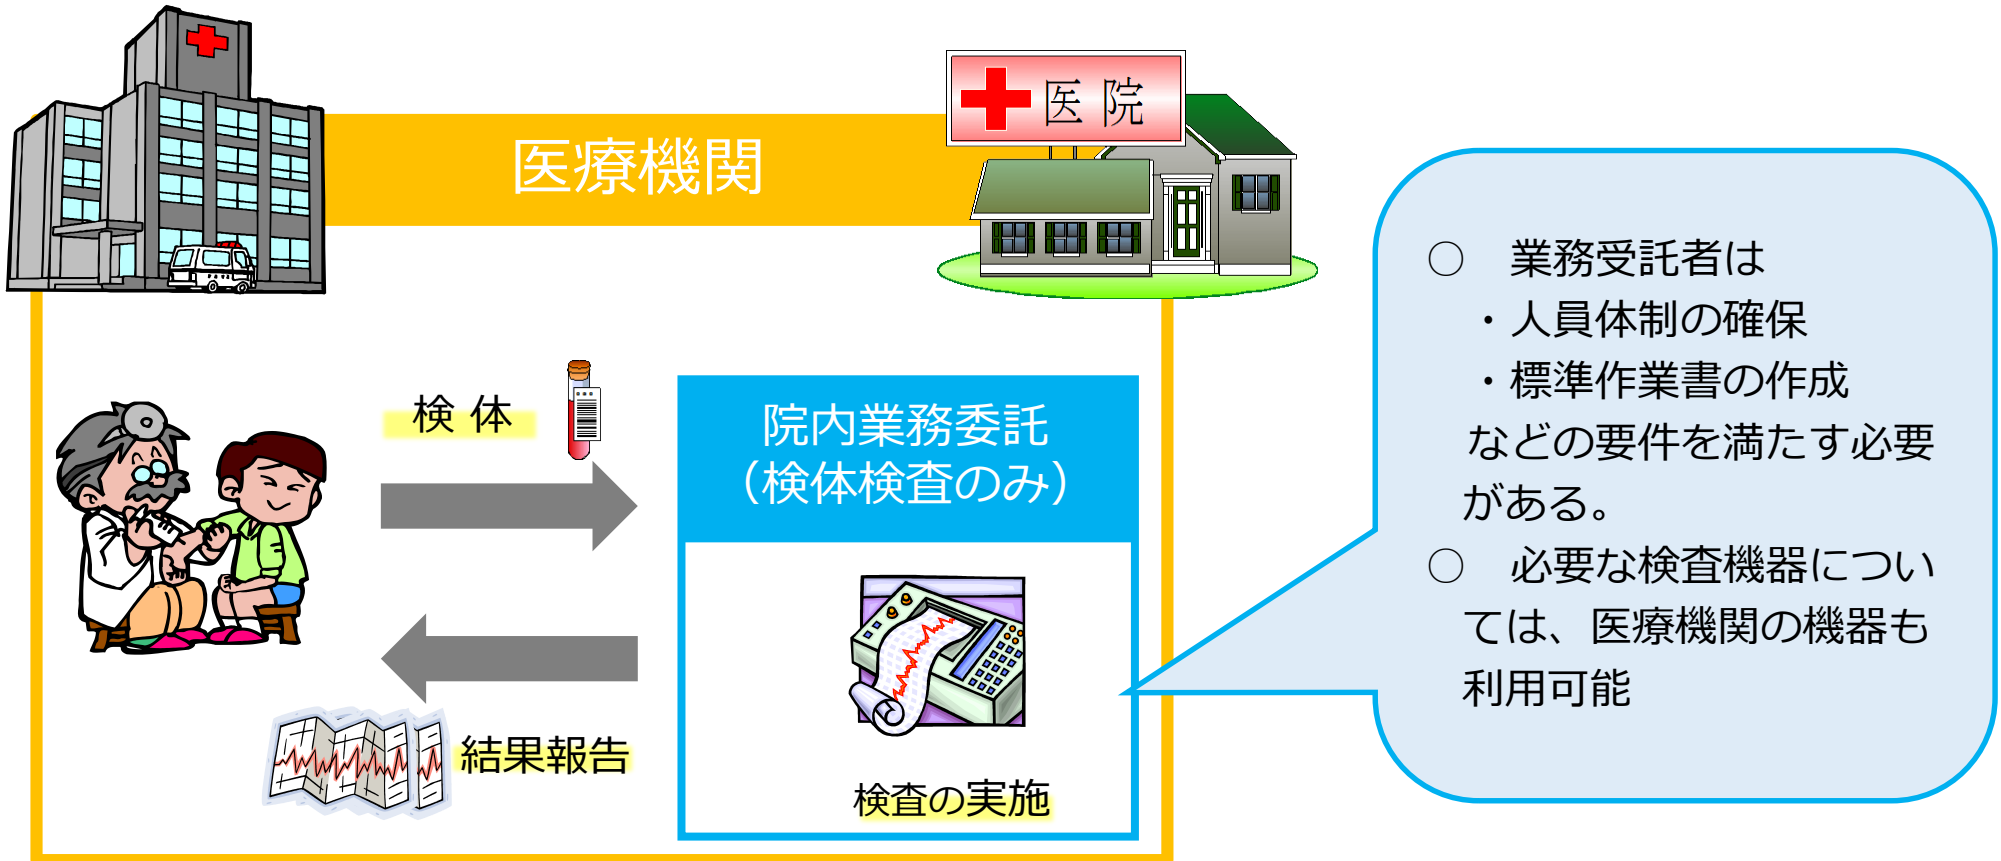 医療機関
医院
検 体
院内業務委託
（検体検査のみ）
検査の実施
結果報告
○　業務受託者は
・人員体制の確保
・標準作業書の作成
などの要件を満たす必要
がある。
○　必要な検査機器につい
ては、医療機関の機器も
利用可能